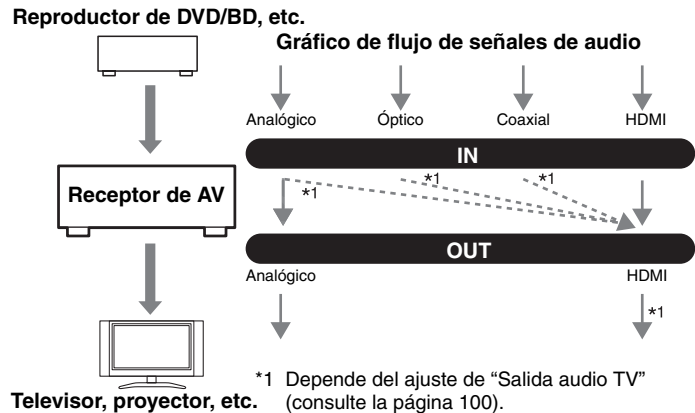 Reproductor de DVD/BD, etc.
Gráfico de flujo de señales de audio
Analógico Óptico Coaxial HDMI
IN
*1 *1 *1
Receptor de AV
OUT
Analógico HDMI
*1
*1 Depende del ajuste de “Salida audio TV”
(consulte la página 100).
Televisor, proyector, etc.